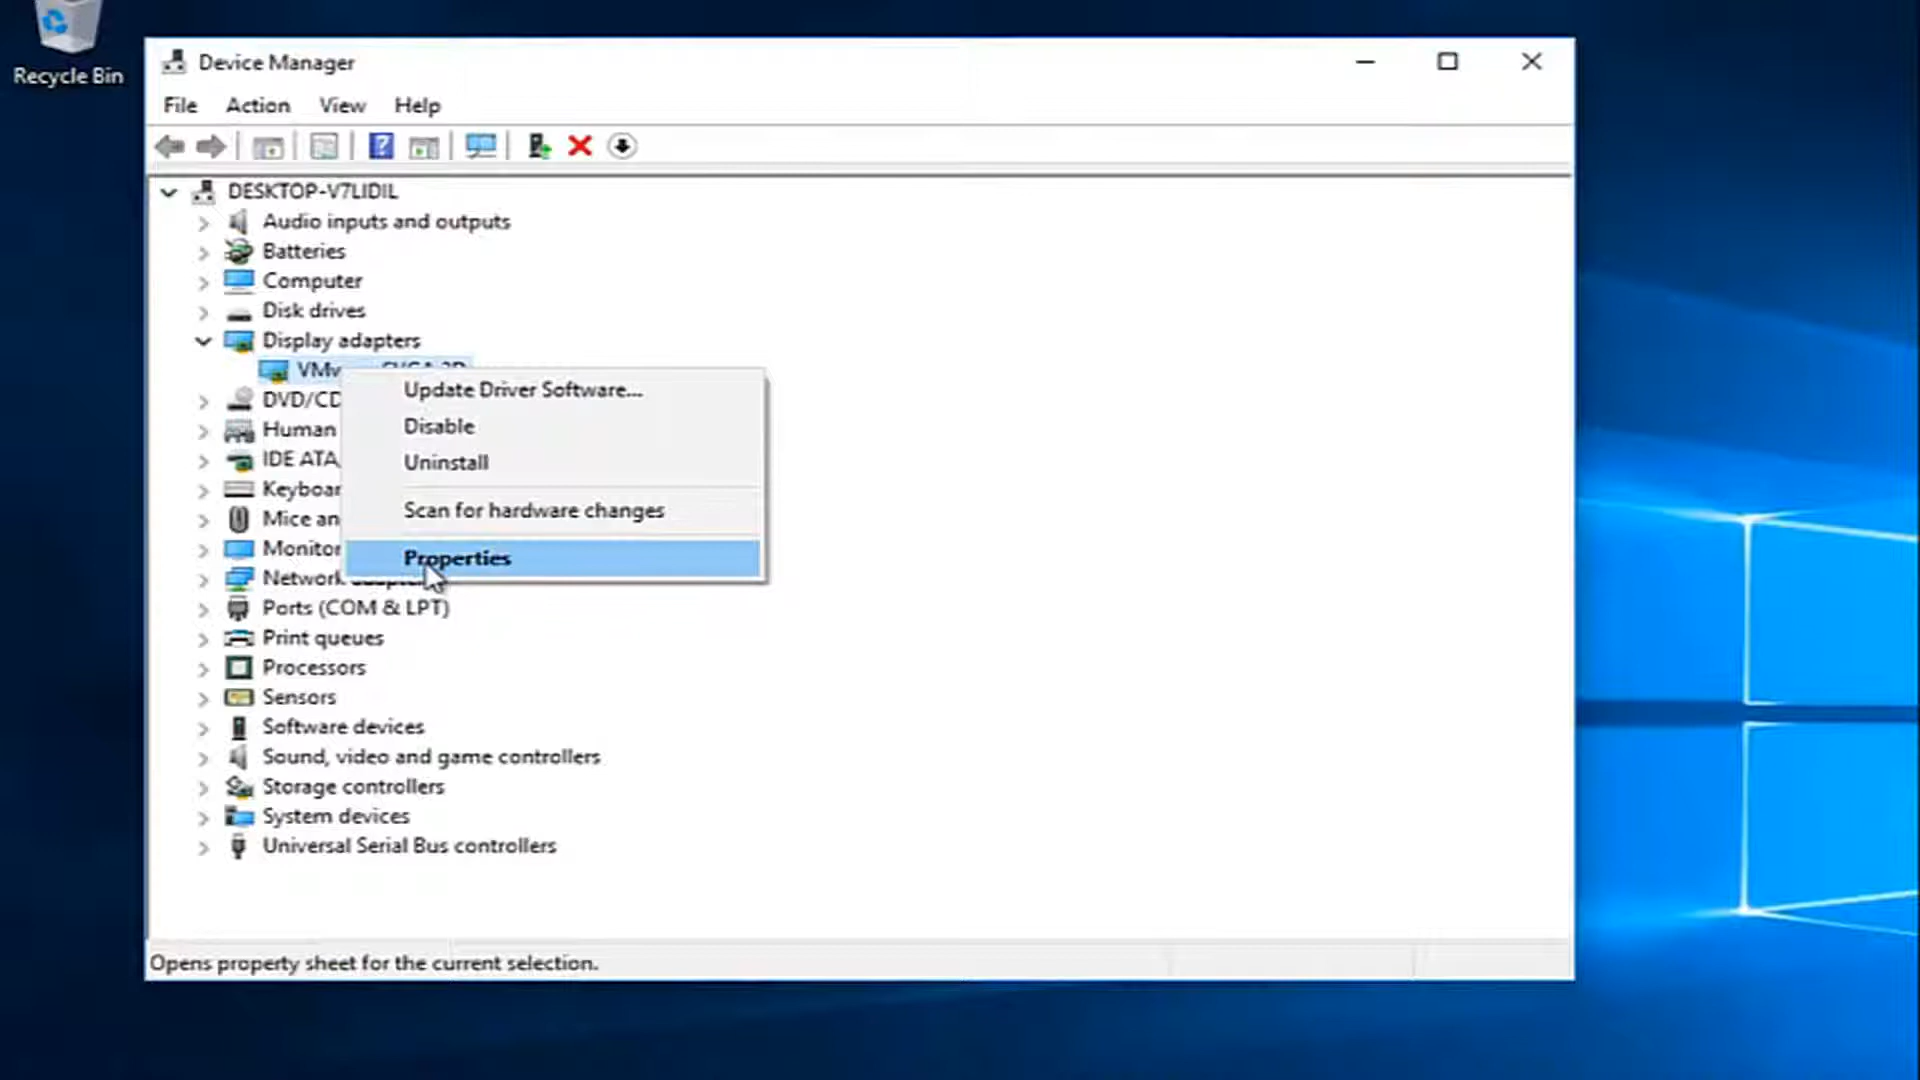 Recycle Bin
Device Manager
File Action View Help
DESKTOP-V7LIDIL
Audio inputs and outputs
Batteries
Computer
Disk drives
Display adapters
Update Driver Software...
DVD/CD
Disable
Human
IDE ATA
Uninstall
Keyboar
Scan for hardware changes
Mice an
Monitor
Properties
Network
Ports (COM & LPT)
Print queues
Processors
Sensors
Software devices
Sound, video and game controllers
Storage controllers
System devices
Universal Serial Bus controllers
Opens property sheet for the current selection.